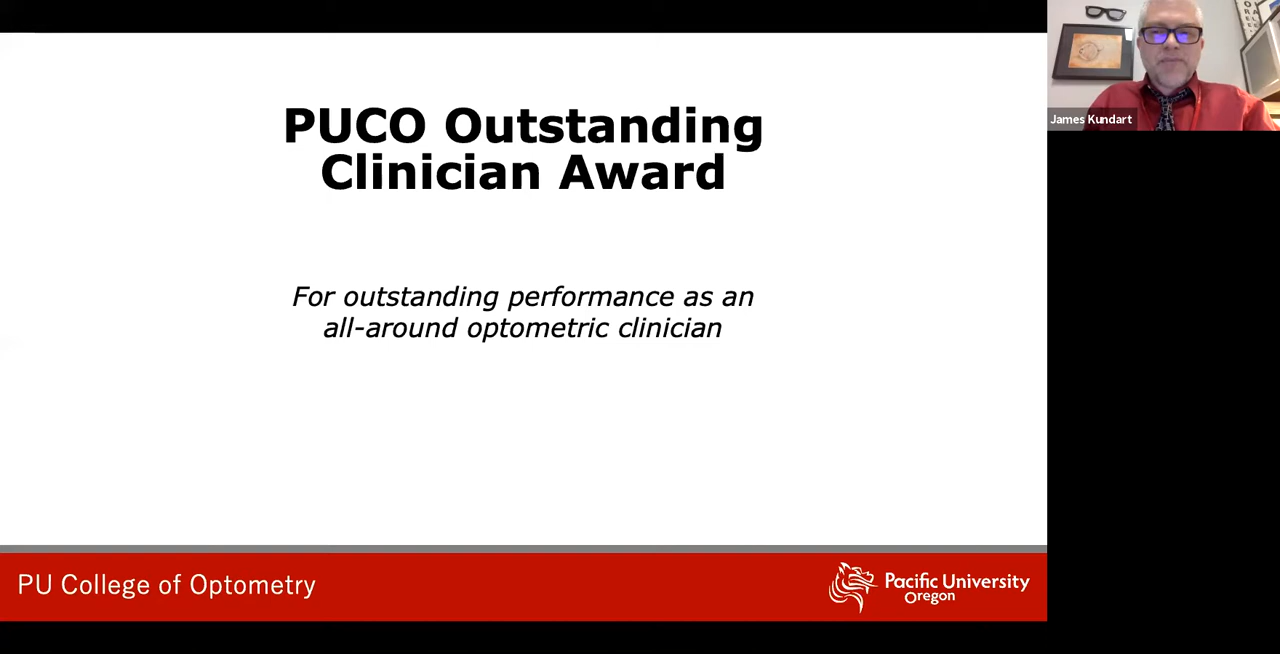 PUCO Outstanding
Clinician Award
For outstanding performance as an
all-around optometric clinician
PU College of Optometry
Pacific University
Oregon
James Kundart